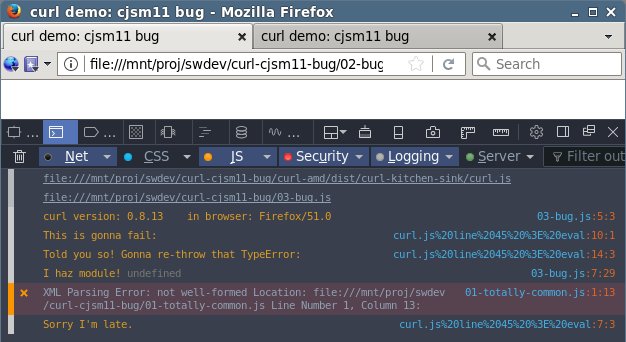 curl demo: cjsm11 bug - Mozilla Firefox
curl demo: cjsm11 bug curl demo: cjsm11 bug
file:///mnt/proj/swdev/curl-cjsm11-bug/02-bug Search
... ... ... ...
Net CSS JS Security Logging Server Filter out
file:///mnt/proj/swdev/curl-cjsm11-bug/curl-amd/dist/curl-kitchen-sink/curl.js
file:///mnt/proj/swdev/curl-cjsm11-bug/03-bug.js
curl version: 0.8.13 in browser: Firefox/51.0 03-bug.js:5:3
This is gonna fail: curl.js%20line%2045%20%3E%20eval:10:1
Told you so! Gonna re-throw that TypeError: curl.js%20line%2045%20%3E%20eval:14:3
I haz module! undefined 03-bug.js:7:29
XML Parsing Error: not well-formed Location: file:///mnt/proj/swdev 01-totally-common.js:1:13
/curl-cjsm11-bug/01-totally-common.js Line Number 1, Column 13:
Sorry I'm late. curl.js%20line%2045%20%3E%20eval:7:3